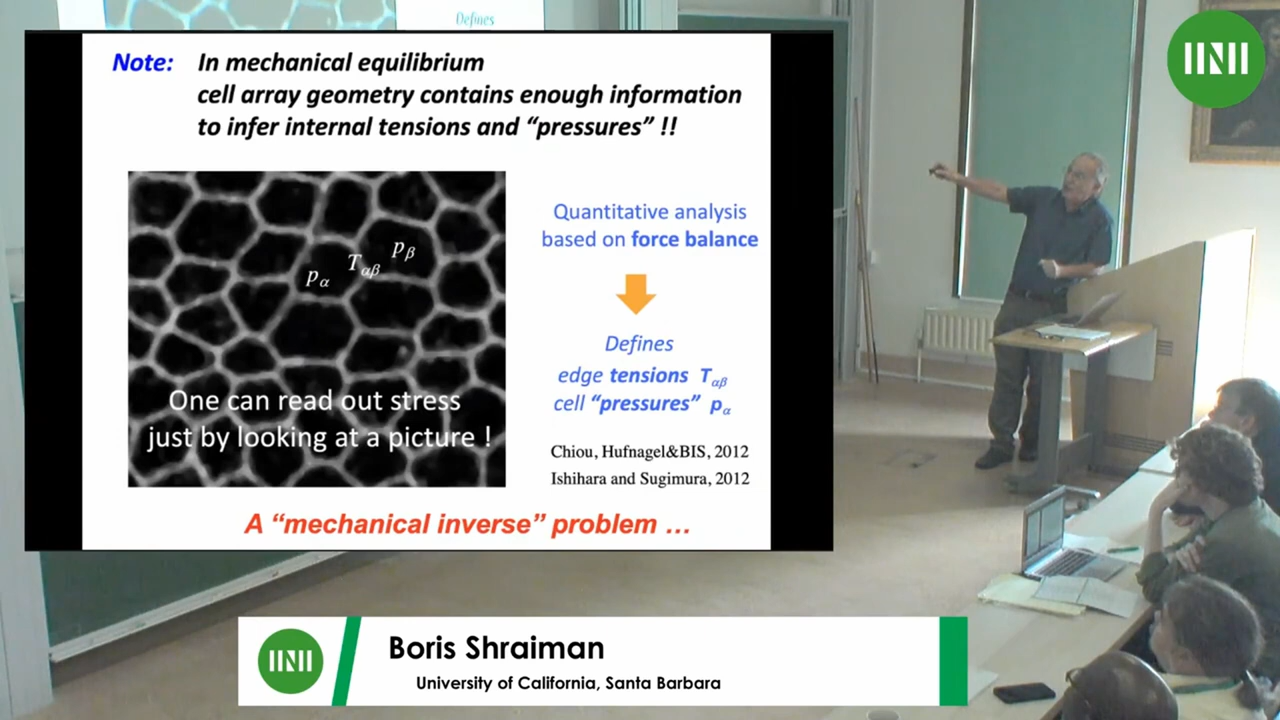 Defines
Note: In mechanical equilibrium
cell array geometry contains enough information
to infer internal tensions and “pressures” !!
pα
Tαβ
pβ
One can read out stress
just by looking at a picture !
Quantitative analysis
based on force balance
Defines
edge tensions Tαβ
cell “pressures” pα
Chiou, Hufnagel&BIS, 2012
Ishihara and Sugimura, 2012
A “mechanical inverse” problem …
Boris Shraiman
University of California, Santa Barbara